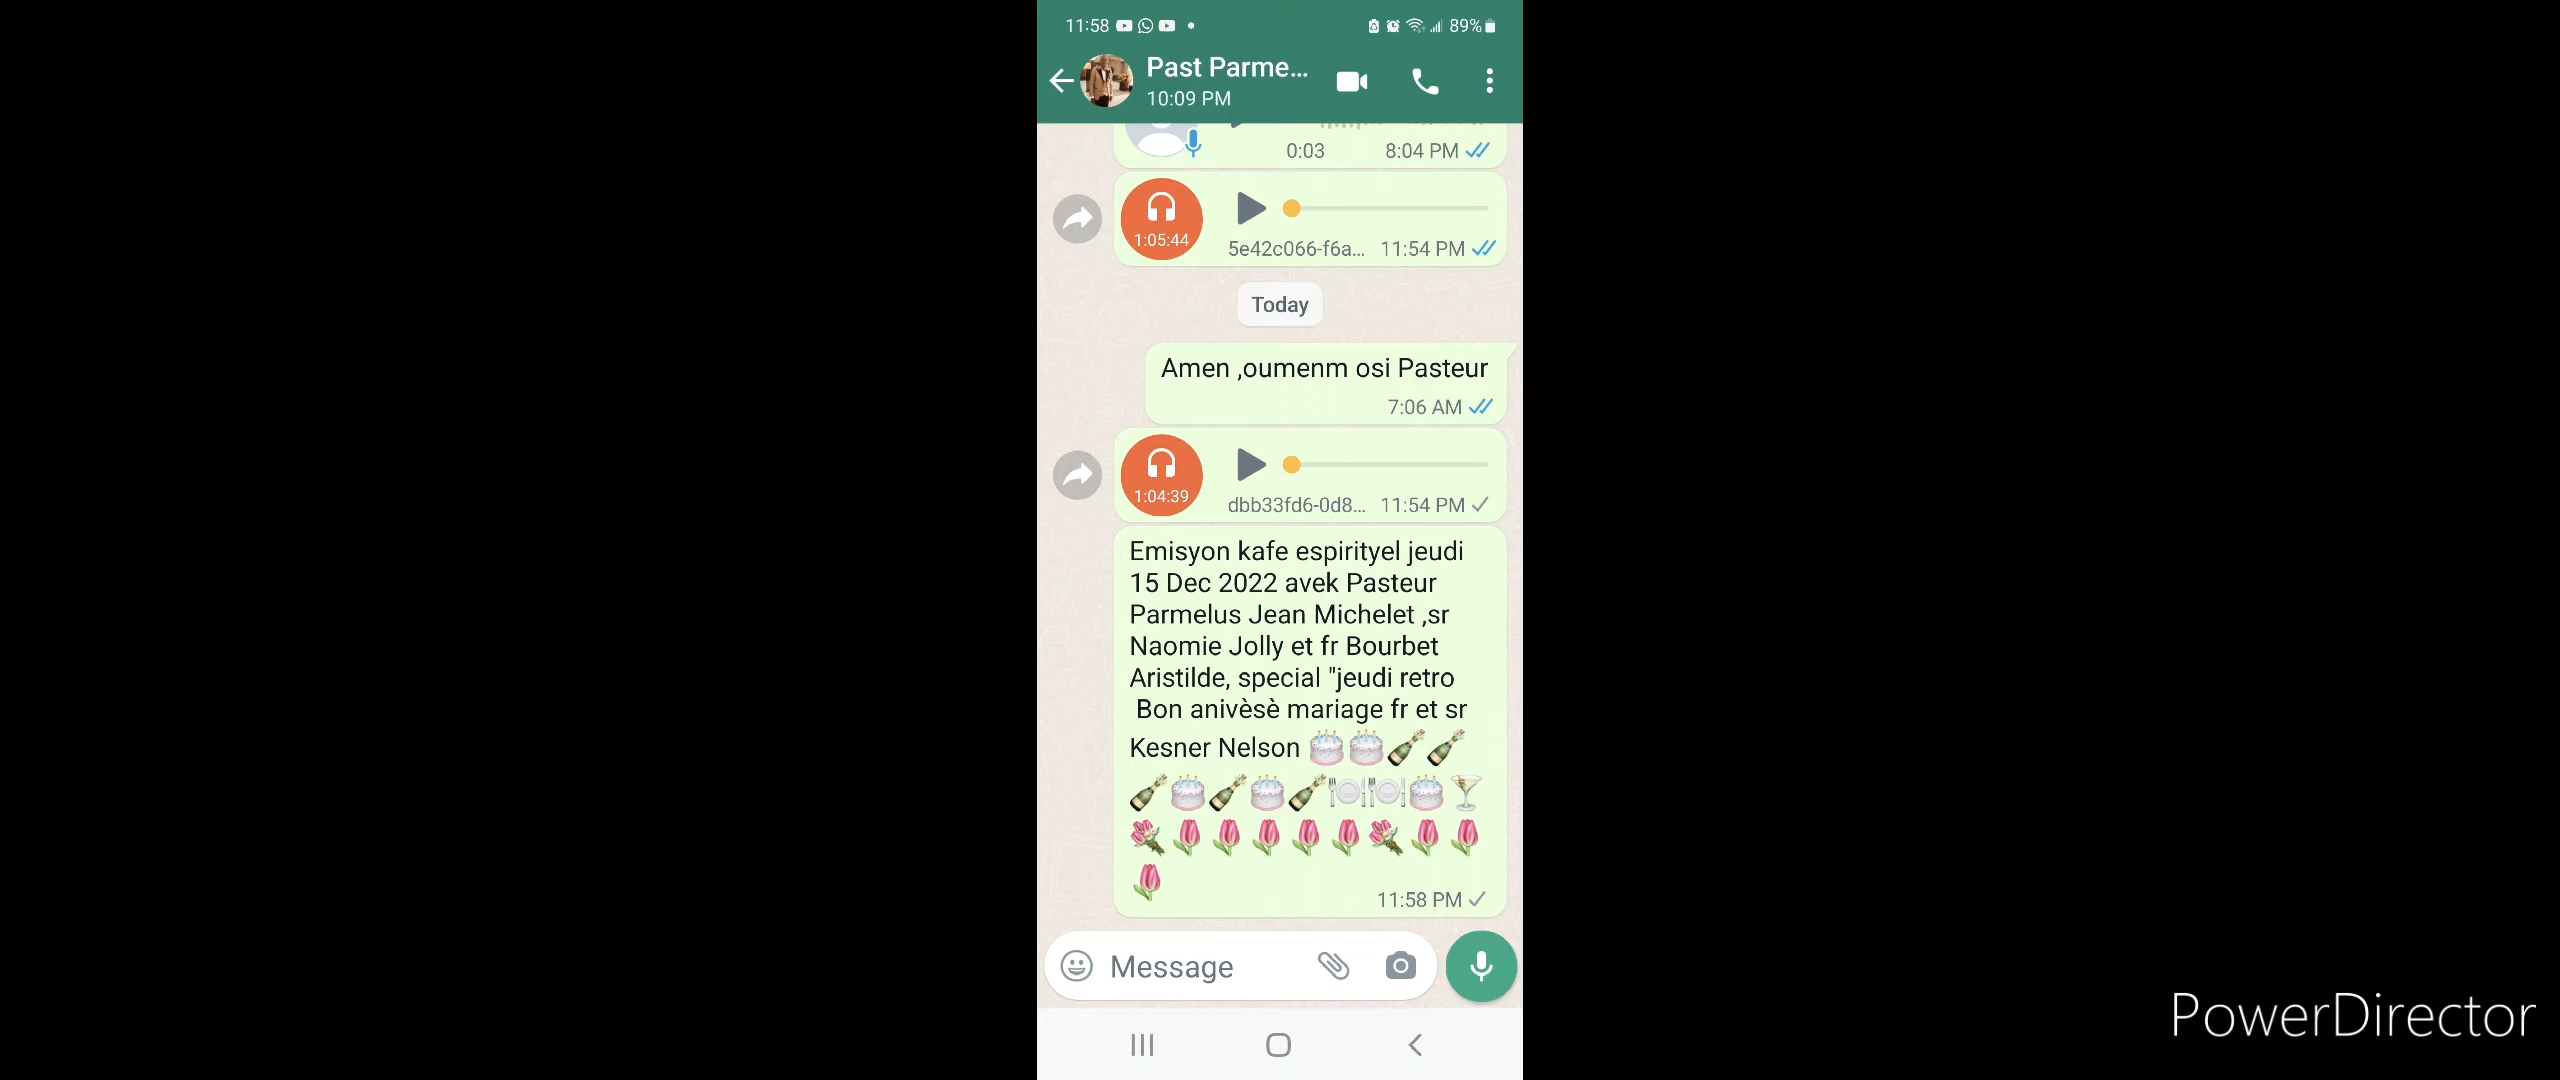 11:58
89%
Past Parme...
10:09 PM
0:03 8:04 PM
1:05:44
5e42c066-f6a... 11:54 PM
Today
Amen ,oumenm osi Pasteur
7:06 AM
1:04:39
dbb33fd6-0d8... 11:54 PM
Emisyon kafe espirityel jeudi
15 Dec 2022 avek Pasteur
Parmelus Jean Michelet ,sr
Naomie Jolly et fr Bourbet
Aristilde, special "jeudi retro
Bon anivèsè mariage fr et sr
Kesner Nelson 🎂🎂🍾🍾
🍾🎂🍾🎂🍾🍽🍽🎂🍸
💐🌷🌷🌷🌷🌷💐🌷🌷
🌷
11:58 PM
Message
PowerDirector